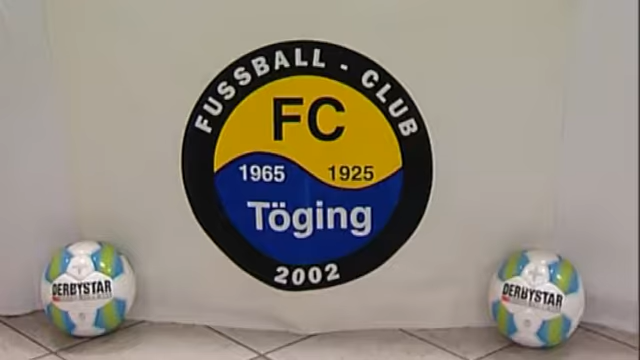 FUSSBALL - CLUB
FC
1965 1925
Töging
2002
DERBYSTAR
DERBYSTAR